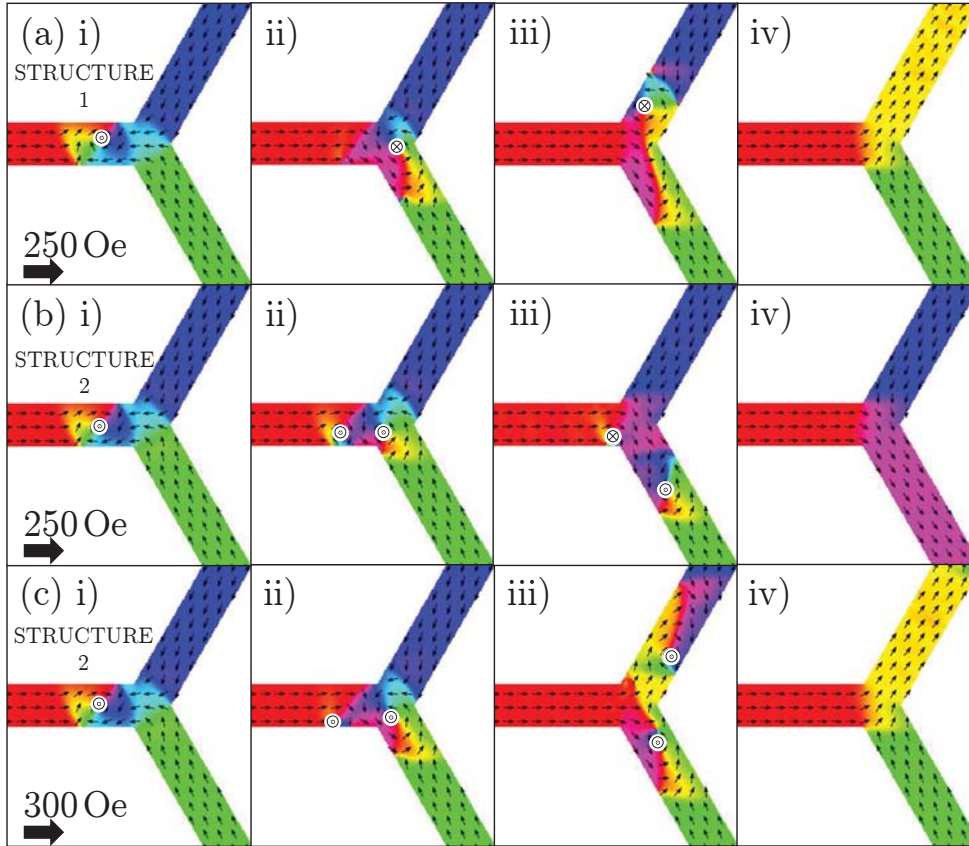 (a) i) ii) iii) iv)
STRUCTURE
1
250 Oe
(b) i) ii) iii) iv)
STRUCTURE
2
250 Oe
(c) i) ii) iii) iv)
STRUCTURE
2
300 Oe